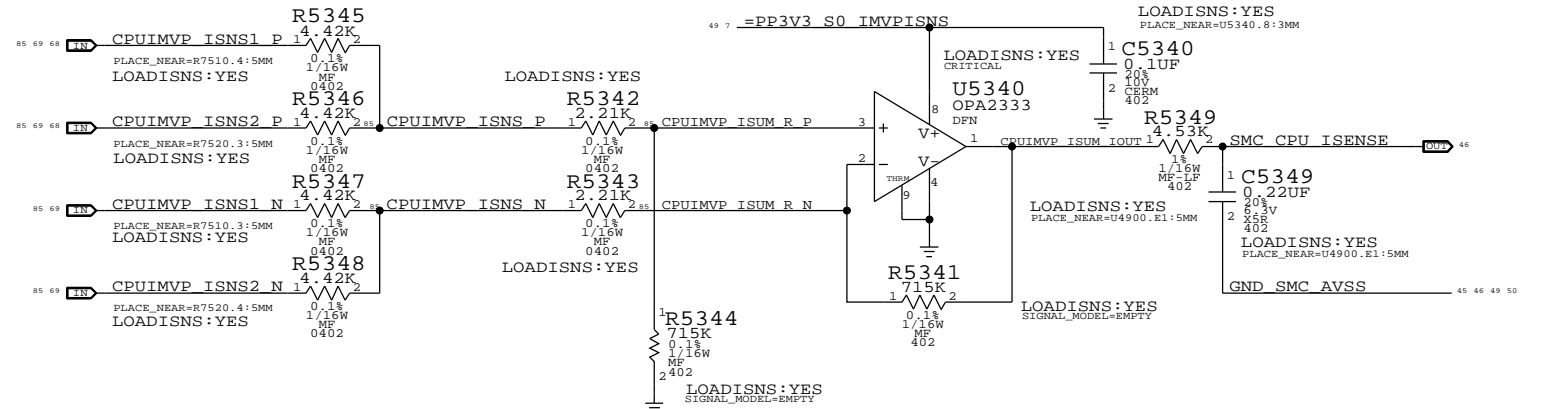 R5345
4.42K
85 69 68 IN CPUIMVP_ISNS1_P 1 2
PLACE_NEAR=R7510.4:5MM
LOADISNS:YES
0.1%
1/16W
MF
0402
R5346
4.42K
85 69 68 IN CPUIMVP_ISNS2_P 1 2 85 CPUIMVP_ISNS_P
PLACE_NEAR=R7520.3:5MM
LOADISNS:YES
0.1%
1/16W
MF
0402
R5347
4.42K
85 69 IN CPUIMVP_ISNS1_N 1 2 85 CPUIMVP_ISNS_N
PLACE_NEAR=R7510.3:5MM
LOADISNS:YES
0.1%
1/16W
MF
0402
R5348
4.42K
85 69 IN CPUIMVP_ISNS2_N 1 2
PLACE_NEAR=R7520.4:5MM
LOADISNS:YES
0.1%
1/16W
MF
0402
LOADISNS:YES
R5342
2.21K
1 2 85 CPUIMVP_ISUM_R_P
0.1%
1/16W
MF
0402
R5343
2.21K
1 2 85 CPUIMVP_ISUM_R_N
0.1%
1/16W
MF
0402
LOADISNS:YES
1
R5344
715K
0.1%
1/16W
MF
402
2
LOADISNS:YES
SIGNAL_MODEL=EMPTY
49 7 =PP3V3_S0_IMVPISNS
LOADISNS:YES
CRITICAL
U5340
OPA2333
DFN
8
V+
3 +
2 -
1
V-
THRM
9
4
R5341
1 715K 2
0.1%
1/16W
MF
402
LOADISNS:YES
SIGNAL_MODEL=EMPTY
LOADISNS:YES
PLACE_NEAR=U5340.8:3MM
1
C5340
0.1UF
20%
10V
CERM
402
2
CPUIMVP_ISUM_IOUT
R5349
4.53K
1 2
1%
1/16W
MF-LF
402
LOADISNS:YES
PLACE_NEAR=U4900.E1:5MM
SMC_CPU_ISENSE OUT 46
1
C5349
0.22UF
20%
6.3V
X5R
402
2
LOADISNS:YES
PLACE_NEAR=U4900.E1:5MM
GND_SMC_AVSS 45 46 49 50